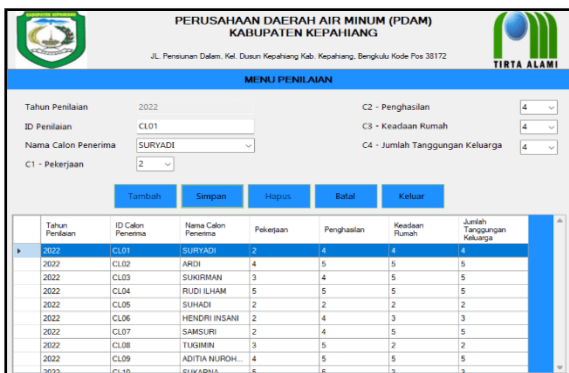 PERUSAHAAN DAERAH AIR MINUM (PDAM)
KABUPATEN KEPAHIANG
JL. Pensiunan Dalam, Kel. Dusun Kepahiang Kab. Kepahiang, Bengkulu Kode Pos 38172
TIRTA ALAMI
MENU PENILAIAN
Tahun Penilaian 2022 C2 - Penghasilan 4
ID Penilaian CL01 C3 - Keadaan Rumah 4
Nama Calon Penerima SURYADI C4 - Jumlah Tanggungan Keluarga 4
C1 - Pekerjaan 2
Tambah Simpan Hapus Batal Keluar
Tahun Penilaian ID Calon Penerima Nama Calon Penerima Pekerjaan Penghasilan Keadaan Rumah Jumlah Tanggungan Keluarga
2022 CL01 SURYADI 2 4 4 4
2022 CL02 ARDI 4 5 5 5
2022 CL03 SUKIRMAN 3 4 5 5
2022 CL04 RUDI ILHAM 5 5 5 5
2022 CL05 SUHADI 2 2 2 2
2022 CL06 HENDRI INSANI 2 4 3 3
2022 CL07 SAMSURI 2 4 5 5
2022 CL08 TUGIMIN 3 5 2 2
2022 CL09 ADITIA NUROH... 4 5 5 5
2022 CL10 SUKARNA